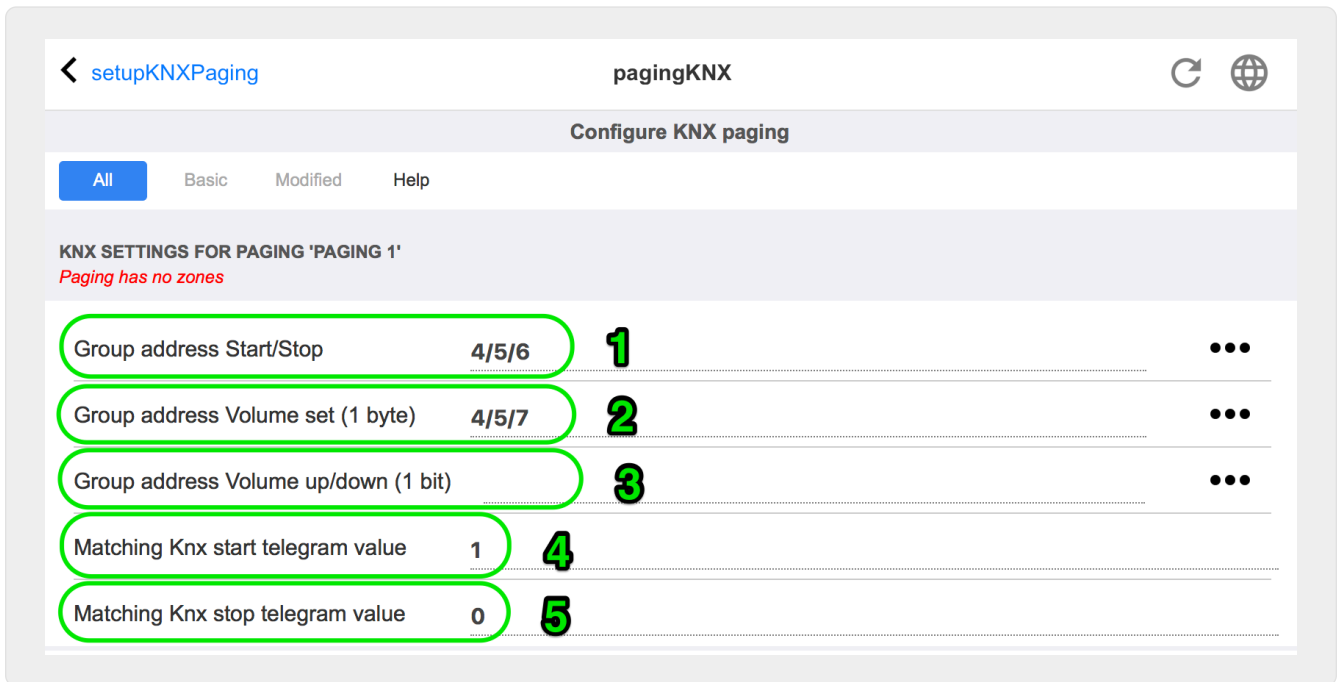 setupKNXPaging
pagingKNX
Configure KNX paging
All Basic Modified Help
KNX SETTINGS FOR PAGING 'PAGING 1'
Paging has no zones
Group address Start/Stop 4/5/6 1
Group address Volume set (1 byte) 4/5/7 2
Group address Volume up/down (1 bit) 3
Matching Knx start telegram value 1 4
Matching Knx stop telegram value 0 5